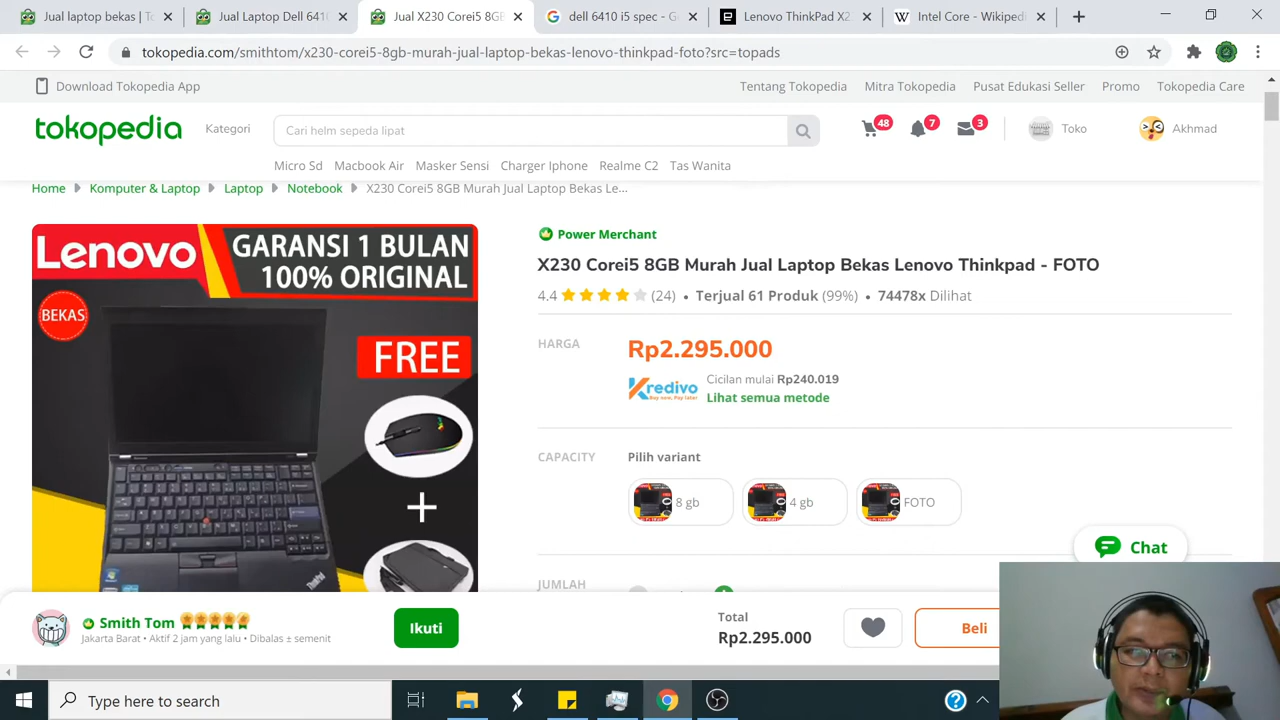 Jual laptop bekas | T
Jual Laptop Dell 6410
Jual X230 Corei5 8GB
dell 6410 i5 spec - G
Lenovo ThinkPad X2
Intel Core - Wikiped
tokopedia.com/smithtom/x230-corei5-8gb-murah-jual-laptop-bekas-lenovo-thinkpad-foto?src=topads
Download Tokopedia App
Tentang Tokopedia Mitra Tokopedia Pusat Edukasi Seller Promo Tokopedia Care
tokopedia Kategori Cari helm sepeda lipat 48 7 3 Toko Akhmad
Micro Sd Macbook Air Masker Sensi Charger Iphone Realme C2 Tas Wanita
Home Komputer & Laptop Laptop Notebook X230 Corei5 8GB Murah Jual Laptop Bekas Le...
Lenovo GARANSI 1 BULAN
100% ORIGINAL
BEKAS
FREE
+
ThinkPad
Power Merchant
X230 Corei5 8GB Murah Jual Laptop Bekas Lenovo Thinkpad - FOTO
4.4 (24) • Terjual 61 Produk (99%) • 74478x Dilihat
HARGA Rp2.295.000
Kredivo Cicilan mulai Rp240.019
Buy now, Pay later
Lihat semua metode
CAPACITY Pilih variant
8 gb 4 gb FOTO
JUMLAH
Chat
Smith Tom
Jakarta Barat • Aktif 2 jam yang lalu • Dibalas ± semenit
Ikuti
Total
Rp2.295.000
Beli
Type here to search